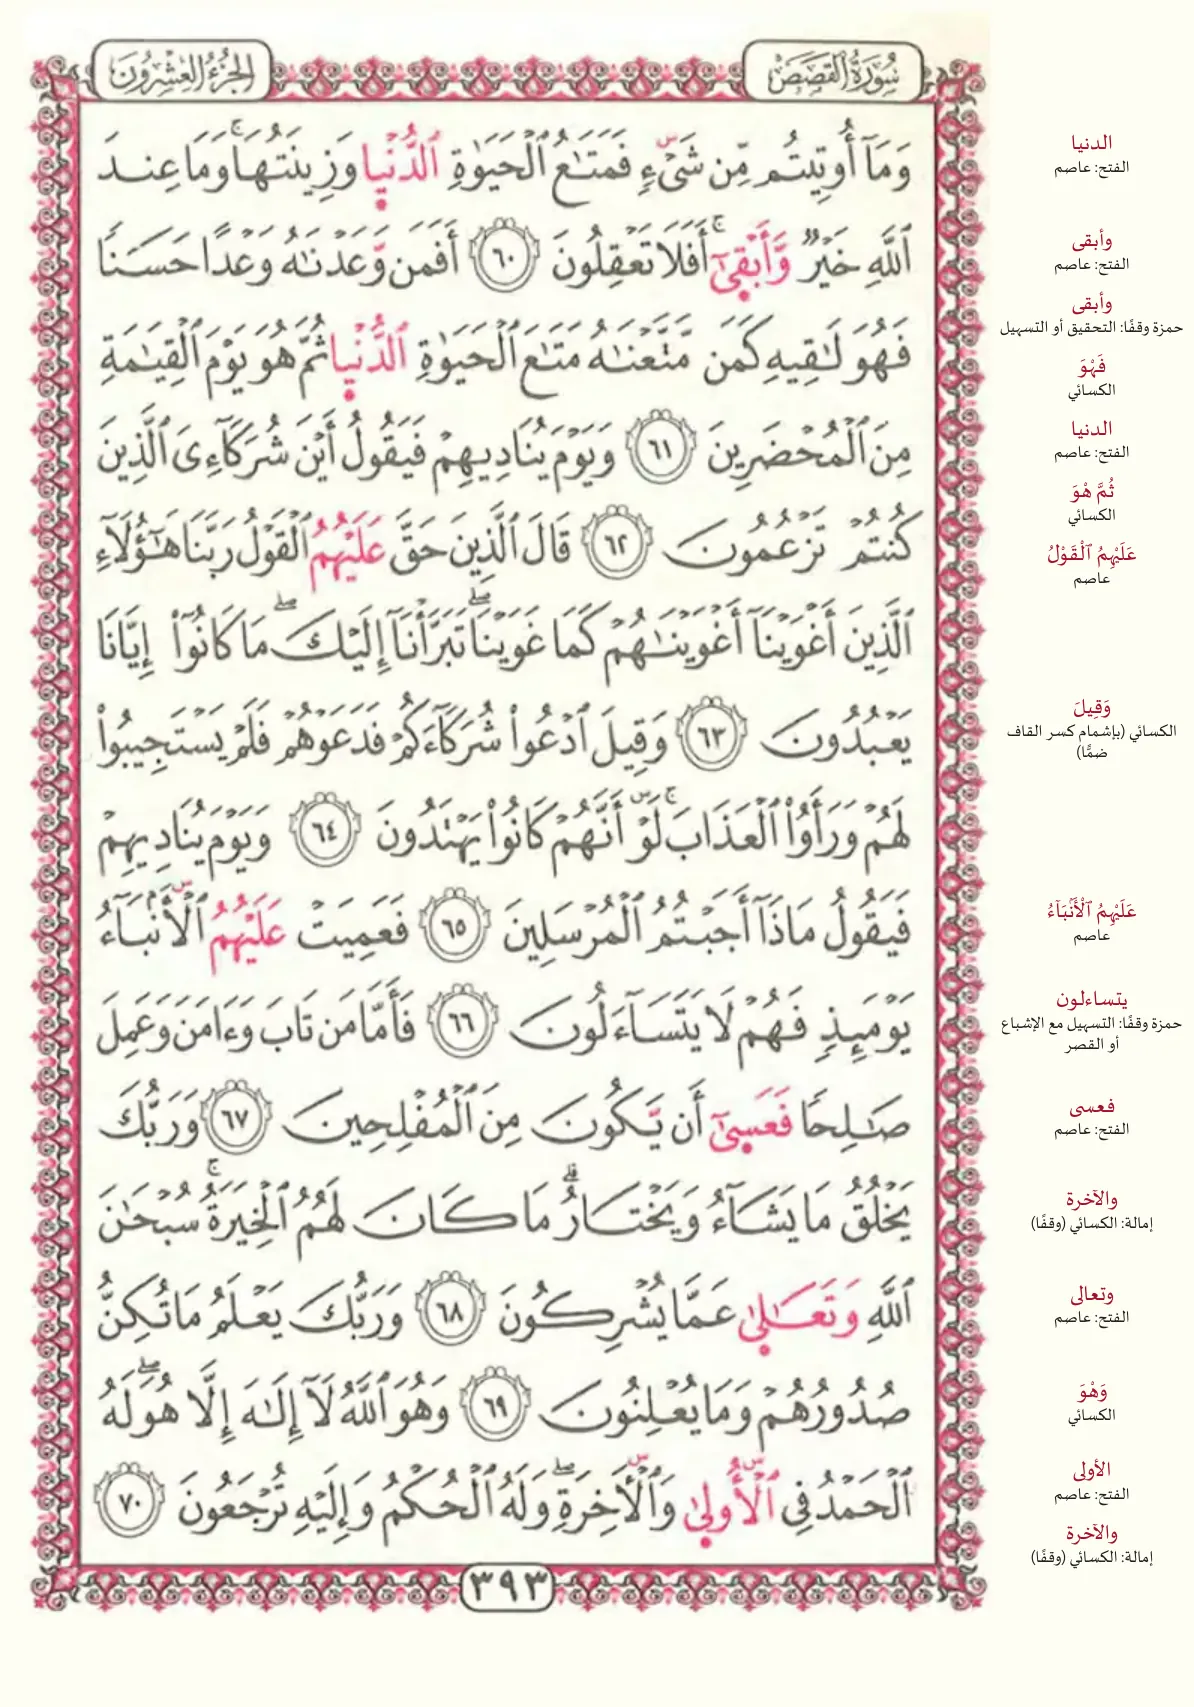 سُورَةُ القَصَصِ
الجُزْءُ العِشْرُونَ
وَمَآ أُوتِيتُم مِّن شَىْءٍ فَمَتَـٰعُ ٱلْحَيَوٰةِ ٱلدُّنْيَا وَزِينَتُهَا ۚ وَمَا عِندَ
ٱللَّهِ خَيْرٌ وَأَبْقَىٰٓ ۚ أَفَلَا تَعْقِلُونَ ٦٠ أَفَمَن وَعَدْنَـٰهُ وَعْدًا حَسَنًا
فَهُوَ لَـٰقِيهِ كَمَن مَّتَّعْنَـٰهُ مَتَـٰعَ ٱلْحَيَوٰةِ ٱلدُّنْيَا ثُمَّ هُوَ يَوْمَ ٱلْقِيَـٰمَةِ
مِنَ ٱلْمُحْضَرِينَ ٦١ وَيَوْمَ يُنَادِيهِمْ فَيَقُولُ أَيْنَ شُرَكَآءِىَ ٱلَّذِينَ
كُنتُمْ تَزْعُمُونَ ٦٢ قَالَ ٱلَّذِينَ حَقَّ عَلَيْهُمُ ٱلْقَوْلُ رَبَّنَا هَـٰٓؤُلَآءِ
ٱلَّذِينَ أَغْوَيْنَآ أَغْوَيْنَـٰهُمْ كَمَا غَوَيْنَا ۖ تَبَرَّأْنَآ إِلَيْكَ ۖ مَا كَانُوٓا۟ إِيَّانَا
يَعْبُدُونَ ٦٣ وَقِيلَ ٱدْعُوا۟ شُرَكَآءَكُمْ فَدَعَوْهُمْ فَلَمْ يَسْتَجِيبُوا۟
لَهُمْ وَرَأَوُا۟ ٱلْعَذَابَ ۚ لَوْ أَنَّهُمْ كَانُوا۟ يَهْتَدُونَ ٦٤ وَيَوْمَ يُنَادِيهِمْ
فَيَقُولُ مَاذَآ أَجَبْتُمُ ٱلْمُرْسَلِينَ ٦٥ فَعَمِيَتْ عَلَيْهُمُ ٱلْأَنۢبَآءُ
يَوْمَئِذٍ فَهُمْ لَا يَتَسَآءَلُونَ ٦٦ فَأَمَّا مَن تَابَ وَءَامَنَ وَعَمِلَ
صَـٰلِحًا فَعَسَىٰٓ أَن يَكُونَ مِنَ ٱلْمُفْلِحِينَ ٦٧ وَرَبُّكَ
يَخْلُقُ مَا يَشَآءُ وَيَخْتَارُ ۗ مَا كَانَ لَهُمُ ٱلْخِيَرَةُ ۚ سُبْحَـٰنَ
ٱللَّهِ وَتَعَـٰلَىٰ عَمَّا يُشْرِكُونَ ٦٨ وَرَبُّكَ يَعْلَمُ مَا تُكِنُّ
صُدُورُهُمْ وَمَا يُعْلِنُونَ ٦٩ وَهُوَ ٱللَّهُ لَآ إِلَـٰهَ إِلَّا هُوَ ۖ لَهُ
ٱلْحَمْدُ فِى ٱلْأُولَىٰ وَٱلْـَٔاخِرَةِ ۖ وَلَهُ ٱلْحُكْمُ وَإِلَيْهِ تُرْجَعُونَ ٧٠
٣٩٣
الدنيا
الفتح: عاصم
وأبقى
الفتح: عاصم
وأبقى
حمزة وقفًا: التحقيق أو التسهيل
فَهْوَ
الكسائي
الدنيا
الفتح: عاصم
ثُمَّ هْوَ
الكسائي
عَلَيْهِمُ ٱلْقَوْلُ
عاصم
وَقِيلَ
الكسائي (بإشمام كسر القاف
ضمًّا)
عَلَيْهِمُ ٱلْأَنۢبَآءُ
عاصم
يتساءلون
حمزة وقفًا: التسهيل مع الإشباع
أو القصر
فعسى
الفتح: عاصم
والآخرة
إمالة: الكسائي (وقفًا)
وتعالى
الفتح: عاصم
وَهْوَ
الكسائي
الأولى
الفتح: عاصم
والآخرة
إمالة: الكسائي (وقفًا)